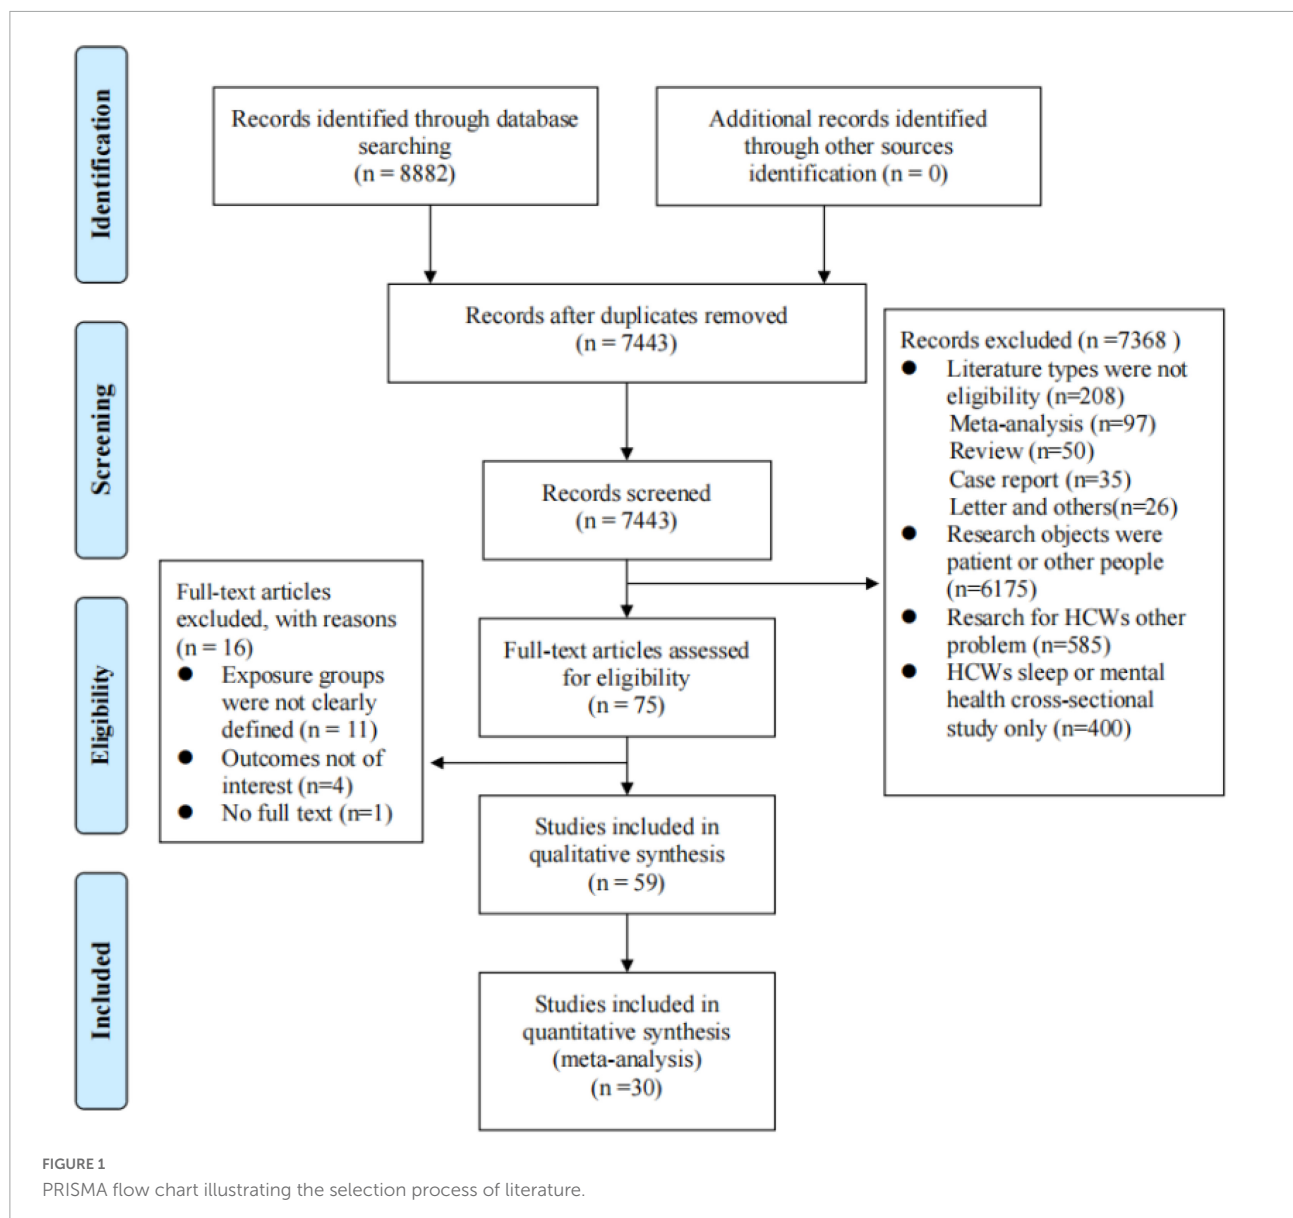 Identification
Records identified through database
searching
(n = 8882)
Additional records identified
through other sources
identification (n = 0)
Records after duplicates removed
(n = 7443)
Screening
Records screened
(n = 7443)
Records excluded (n =7368 )
● Literature types were not
eligibility (n=208)
Meta-analysis (n=97)
Review (n=50)
Case report (n=35)
Letter and others(n=26)
● Research objects were
patient or other people
(n=6175)
● Resarch for HCWs other
problem (n=585)
● HCWs sleep or mental
health cross-sectional
study only (n=400)
Eligibility
Full-text articles
excluded, with reasons
(n = 16)
● Exposure groups
were not clearly
defined (n = 11)
● Outcomes not of
interest (n=4)
● No full text (n=1)
Full-text articles assessed
for eligibility
(n = 75)
Studies included in
qualitative synthesis
(n = 59)
Included
Studies included in
quantitative synthesis
(meta-analysis)
(n =30)
FIGURE 1
PRISMA flow chart illustrating the selection process of literature.